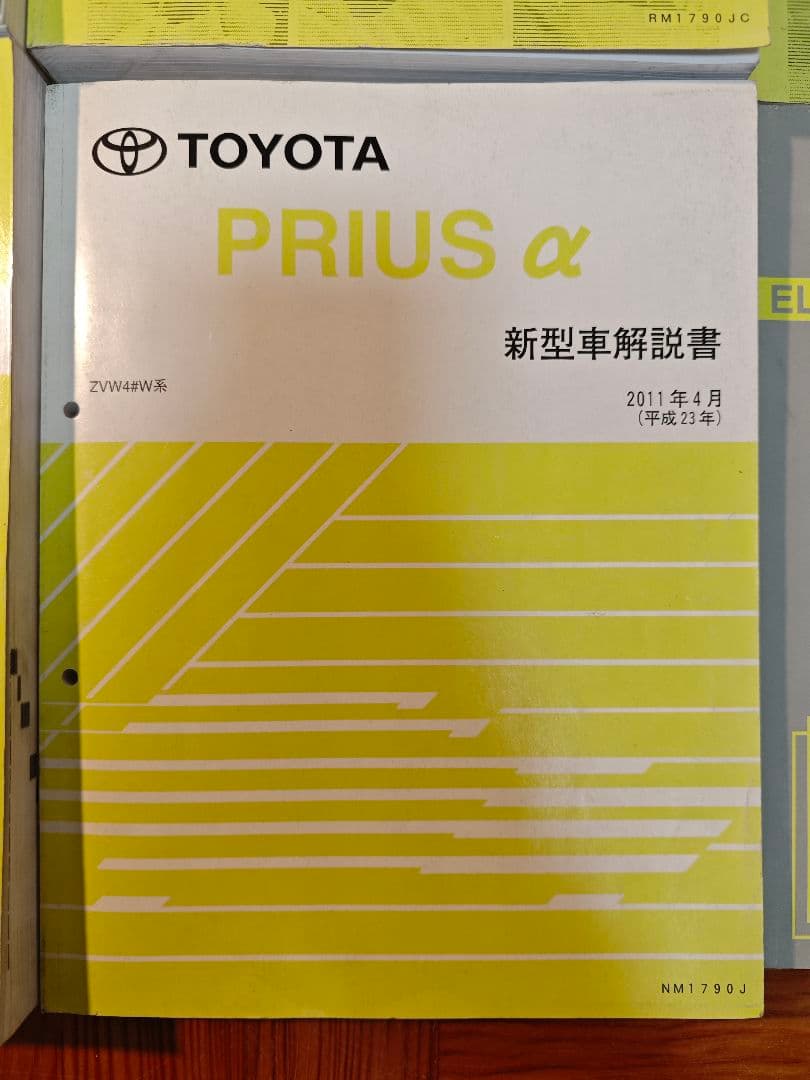 RM1790JC
TOYOTA
PRIUS α
新型車解説書
ZVW4#W系
2011年4月
(平成23年)
EL
NM1790J